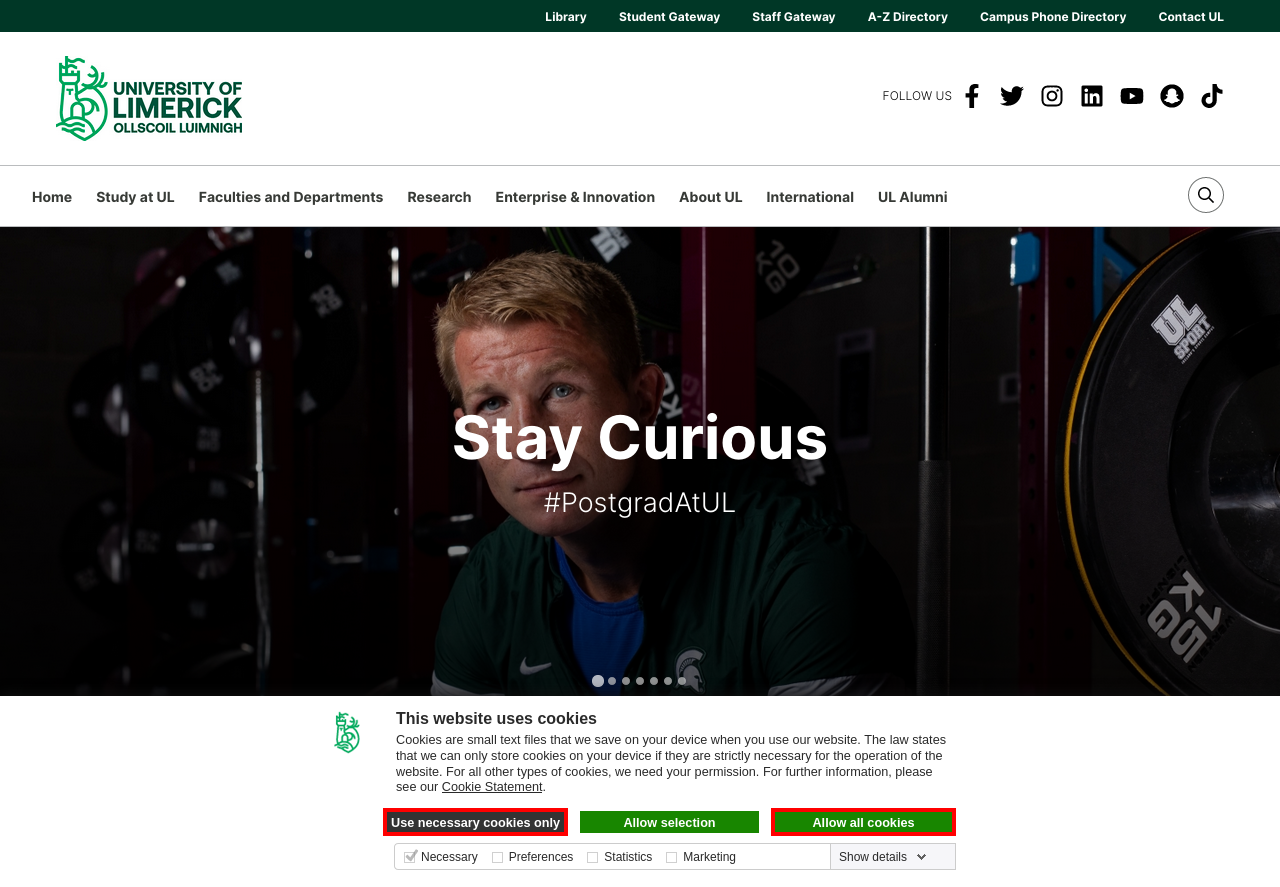 Library Student Gateway Staff Gateway A-Z Directory Campus Phone Directory Contact UL
UNIVERSITY OF
LIMERICK
OLLSCOIL LUIMNIGH
FOLLOW US
Home Study at UL Faculties and Departments Research Enterprise & Innovation About UL International UL Alumni
10 KG
UL
SPORT
Stay Curious
#PostgradAtUL
15 KG
This website uses cookies
Cookies are small text files that we save on your device when you use our website. The law states
that we can only store cookies on your device if they are strictly necessary for the operation of the
website. For all other types of cookies, we need your permission. For further information, please
see our Cookie Statement.
Use necessary cookies only Allow selection Allow all cookies
Necessary Preferences Statistics Marketing Show details